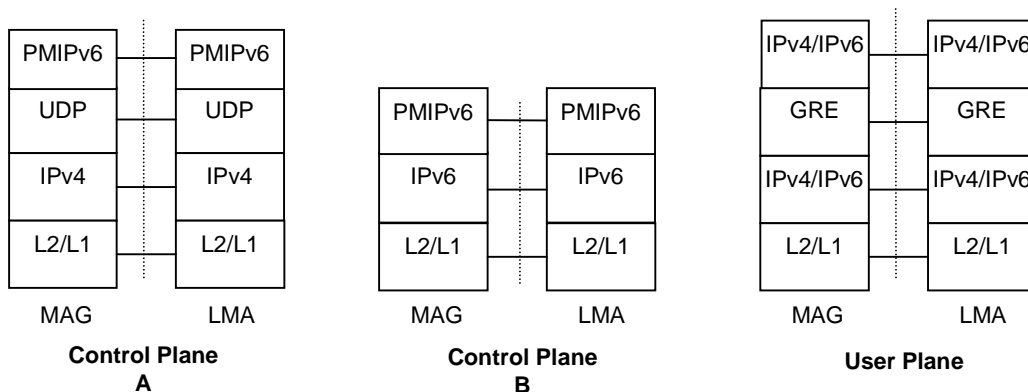 PMIPv6 PMIPv6
UDP UDP
IPv4 IPv4
L2/L1 L2/L1
MAG LMA
Control Plane
A
PMIPv6 PMIPv6
IPv6 IPv6
L2/L1 L2/L1
MAG LMA
Control Plane
B
IPv4/IPv6 IPv4/IPv6
GRE GRE
IPv4/IPv6 IPv4/IPv6
L2/L1 L2/L1
MAG LMA
User Plane